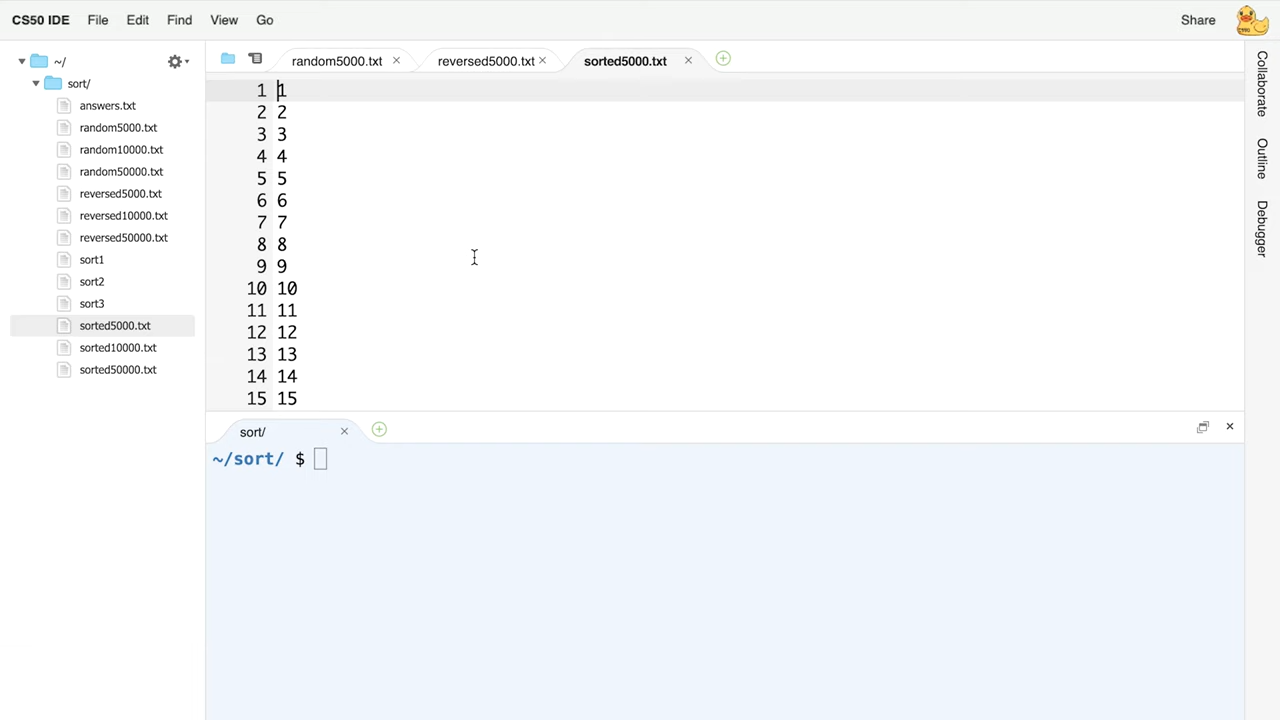 CS50 IDE File Edit Find View Go Share
~/
sort/
answers.txt
random5000.txt
random10000.txt
random50000.txt
reversed5000.txt
reversed10000.txt
reversed50000.txt
sort1
sort2
sort3
sorted5000.txt
sorted10000.txt
sorted50000.txt
random5000.txt × reversed5000.txt × sorted5000.txt ×
1 1
2 2
3 3
4 4
5 5
6 6
7 7
8 8
9 9
10 10
11 11
12 12
13 13
14 14
15 15
sort/ ×
~/sort/ $
Collaborate
Outline
Debugger